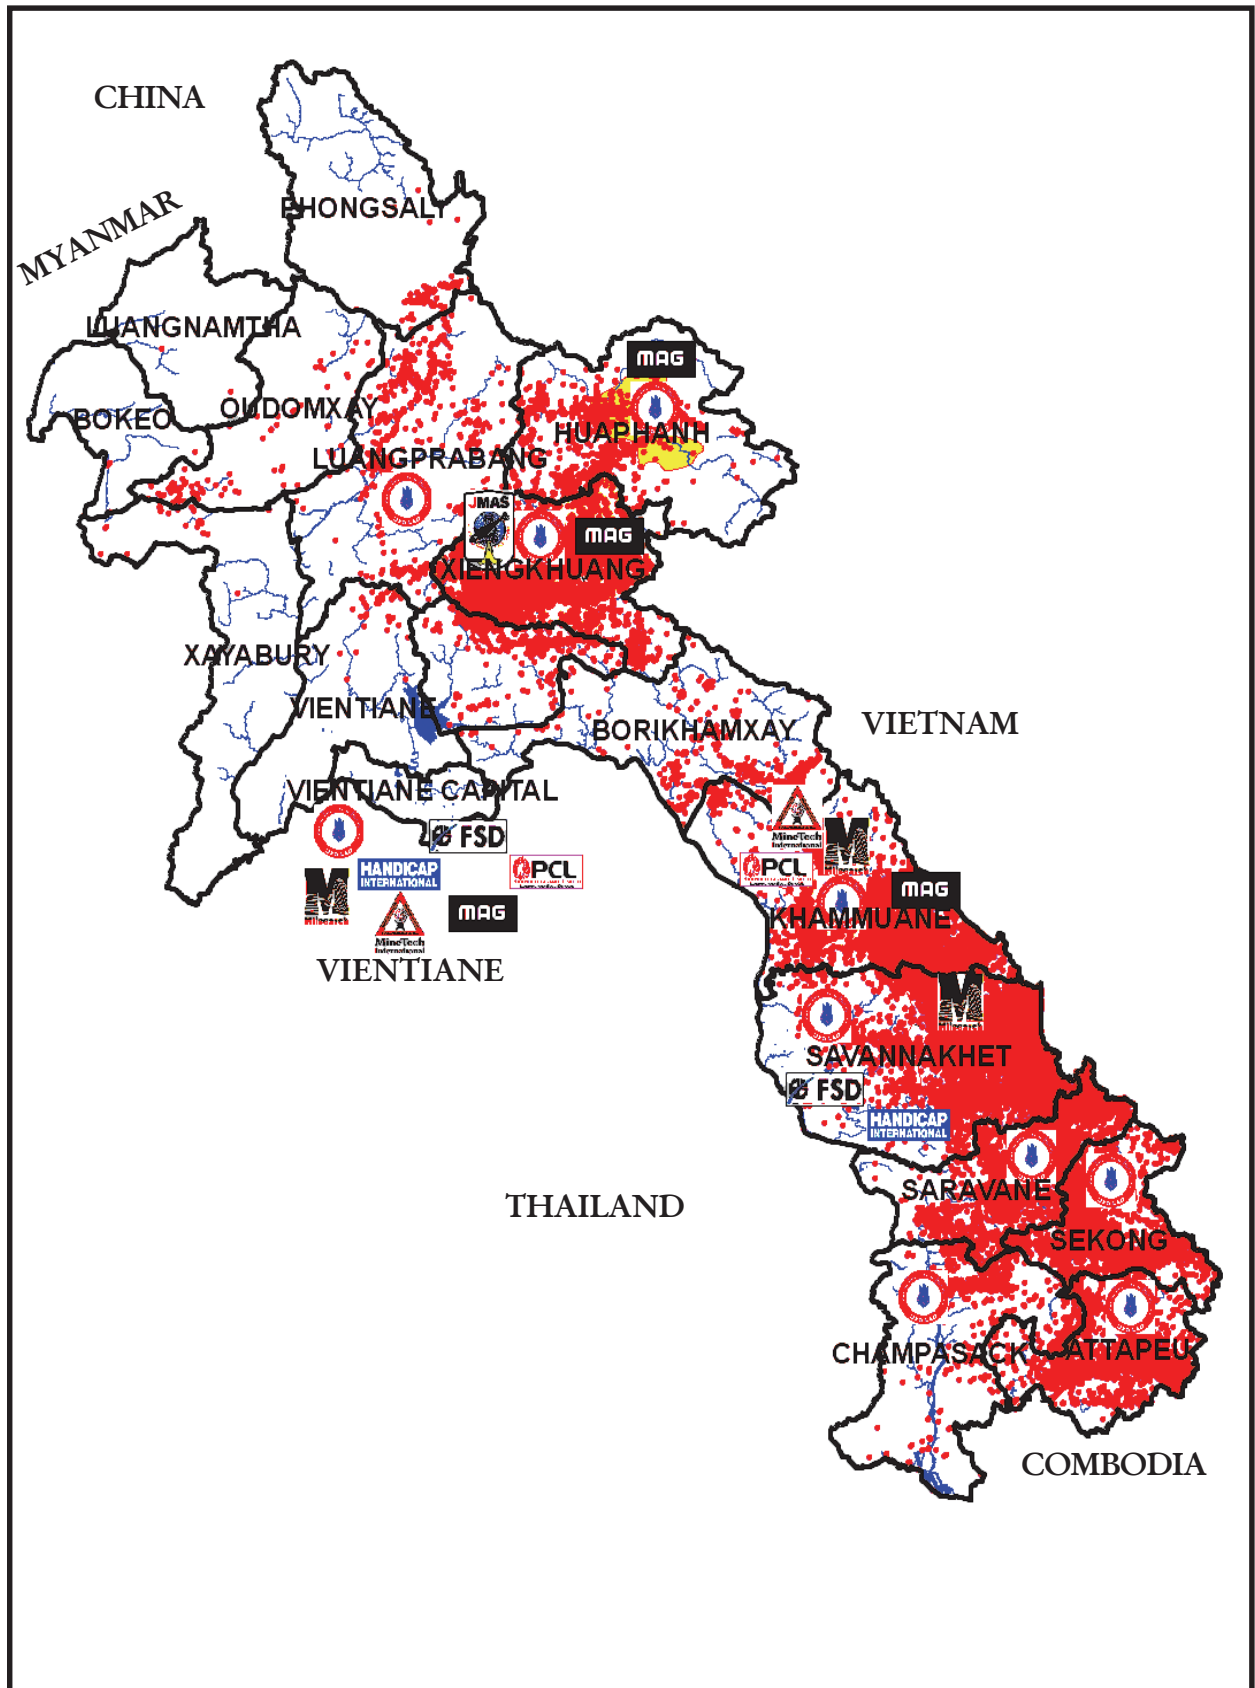 CHINA
MYANMAR
PHONGSALY
LUANGNAMTHA
BOKEO
OUDOMXAY
MAG
HUAPHANH
LUANGPRABANG
JMAS
MAG
XIENGKHUANG
XAYABURY
VIENTIANE
BORIKHAMXAY
VIETNAM
VIENTIANE CAPITAL
FSD
HANDICAP
INTERNATIONAL
PCL
M
Milsearch
MineTech
International
MAG
VIENTIANE
MineTech
International
M
PCL
MAG
KHAMMUANE
M
Milsearch
SAVANNAKHET
FSD
HANDICAP
INTERNATIONAL
SARAVANE
THAILAND
SEKONG
CHAMPASACK
ATTAPEU
COMBODIA